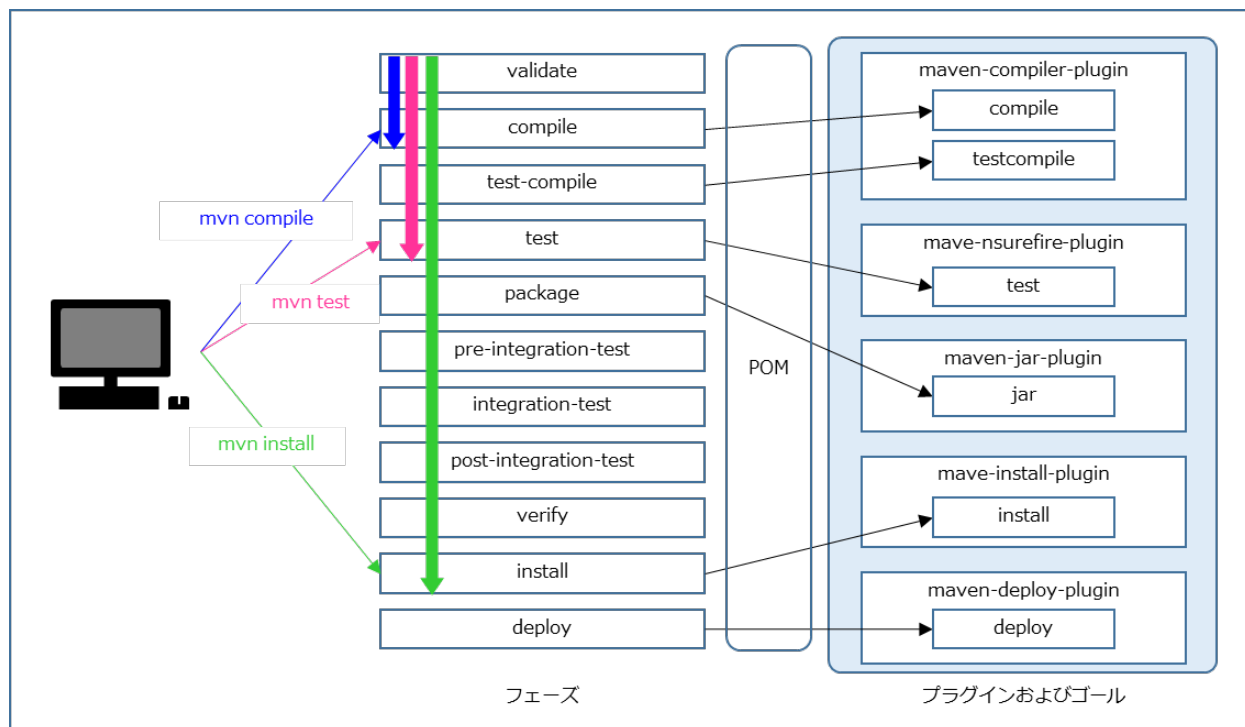 mvn compile
mvn test
mvn install
validate
compile
test-compile
test
package
pre-integration-test
integration-test
post-integration-test
verify
install
deploy
フェーズ
POM
maven-compiler-plugin
compile
testcompile
mave-nsurefire-plugin
test
maven-jar-plugin
jar
mave-install-plugin
install
maven-deploy-plugin
deploy
プラグインおよびゴール